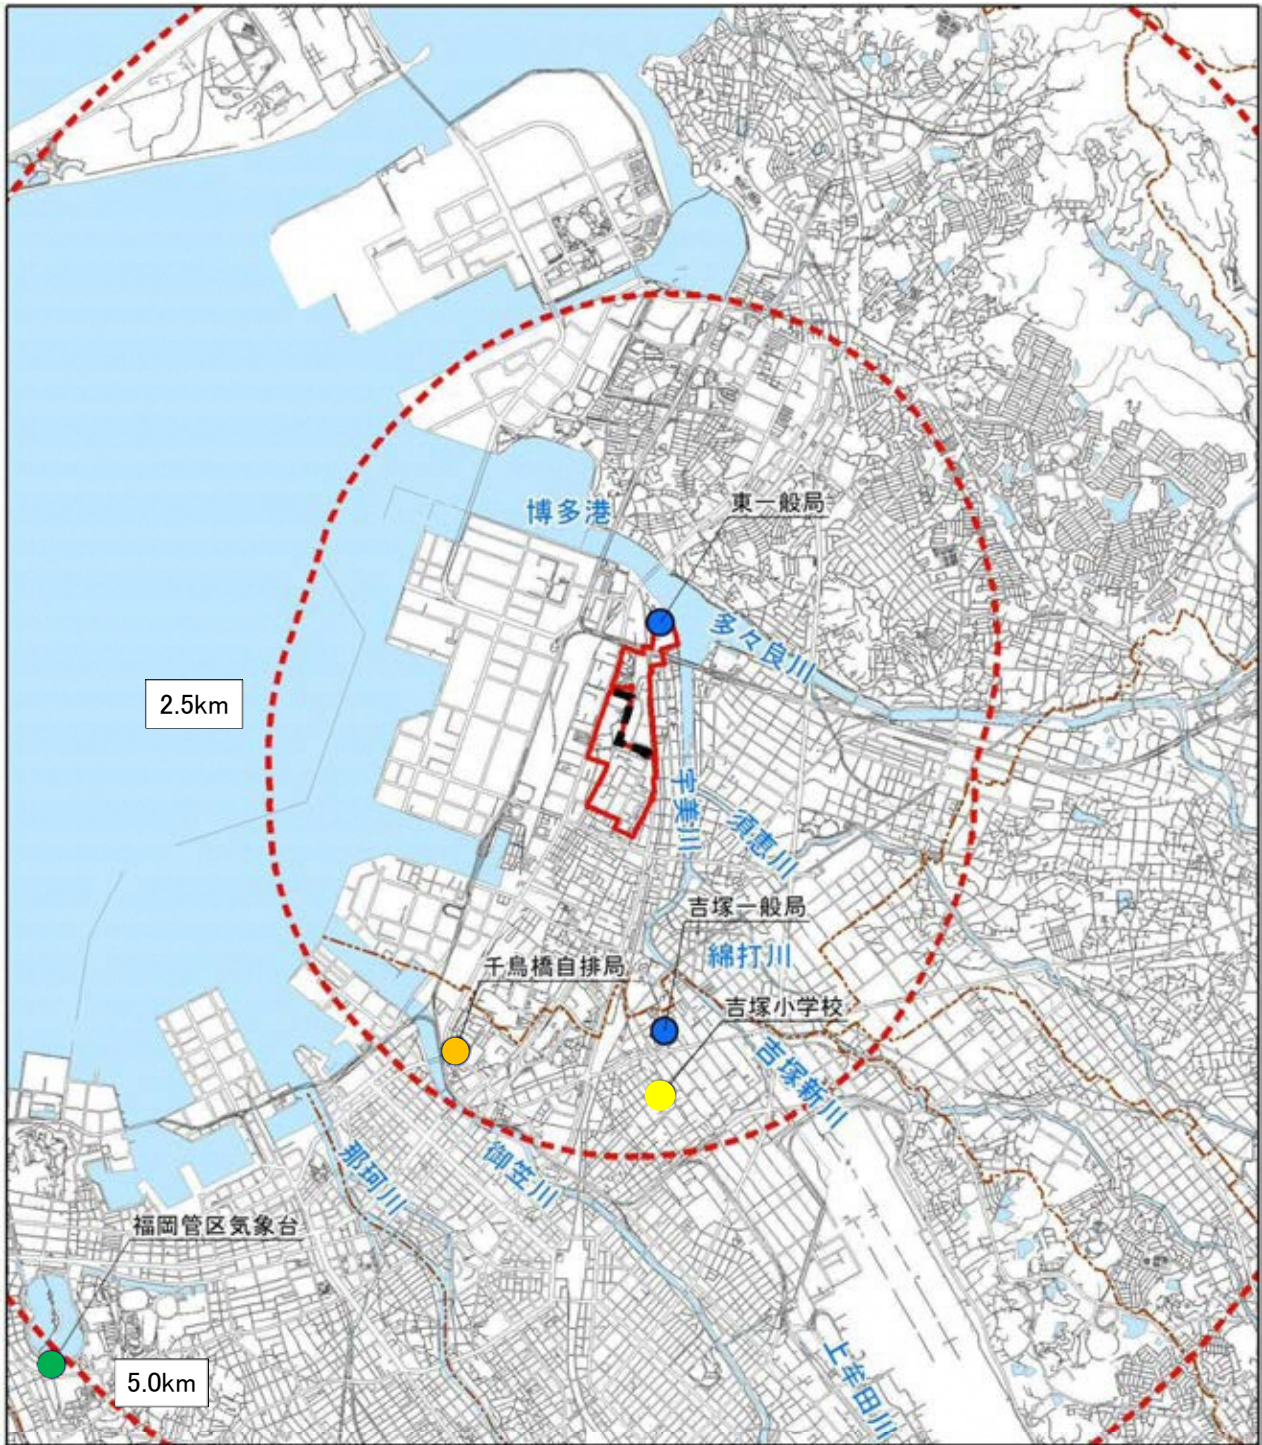 博多港
東一般局
多々良川
2.5km
宇美川
須恵川
吉塚一般局
綿打川
千鳥橋自排局
吉塚小学校
吉塚新川
那珂川
御笠川
福岡管区気象台
上牟田川
5.0km